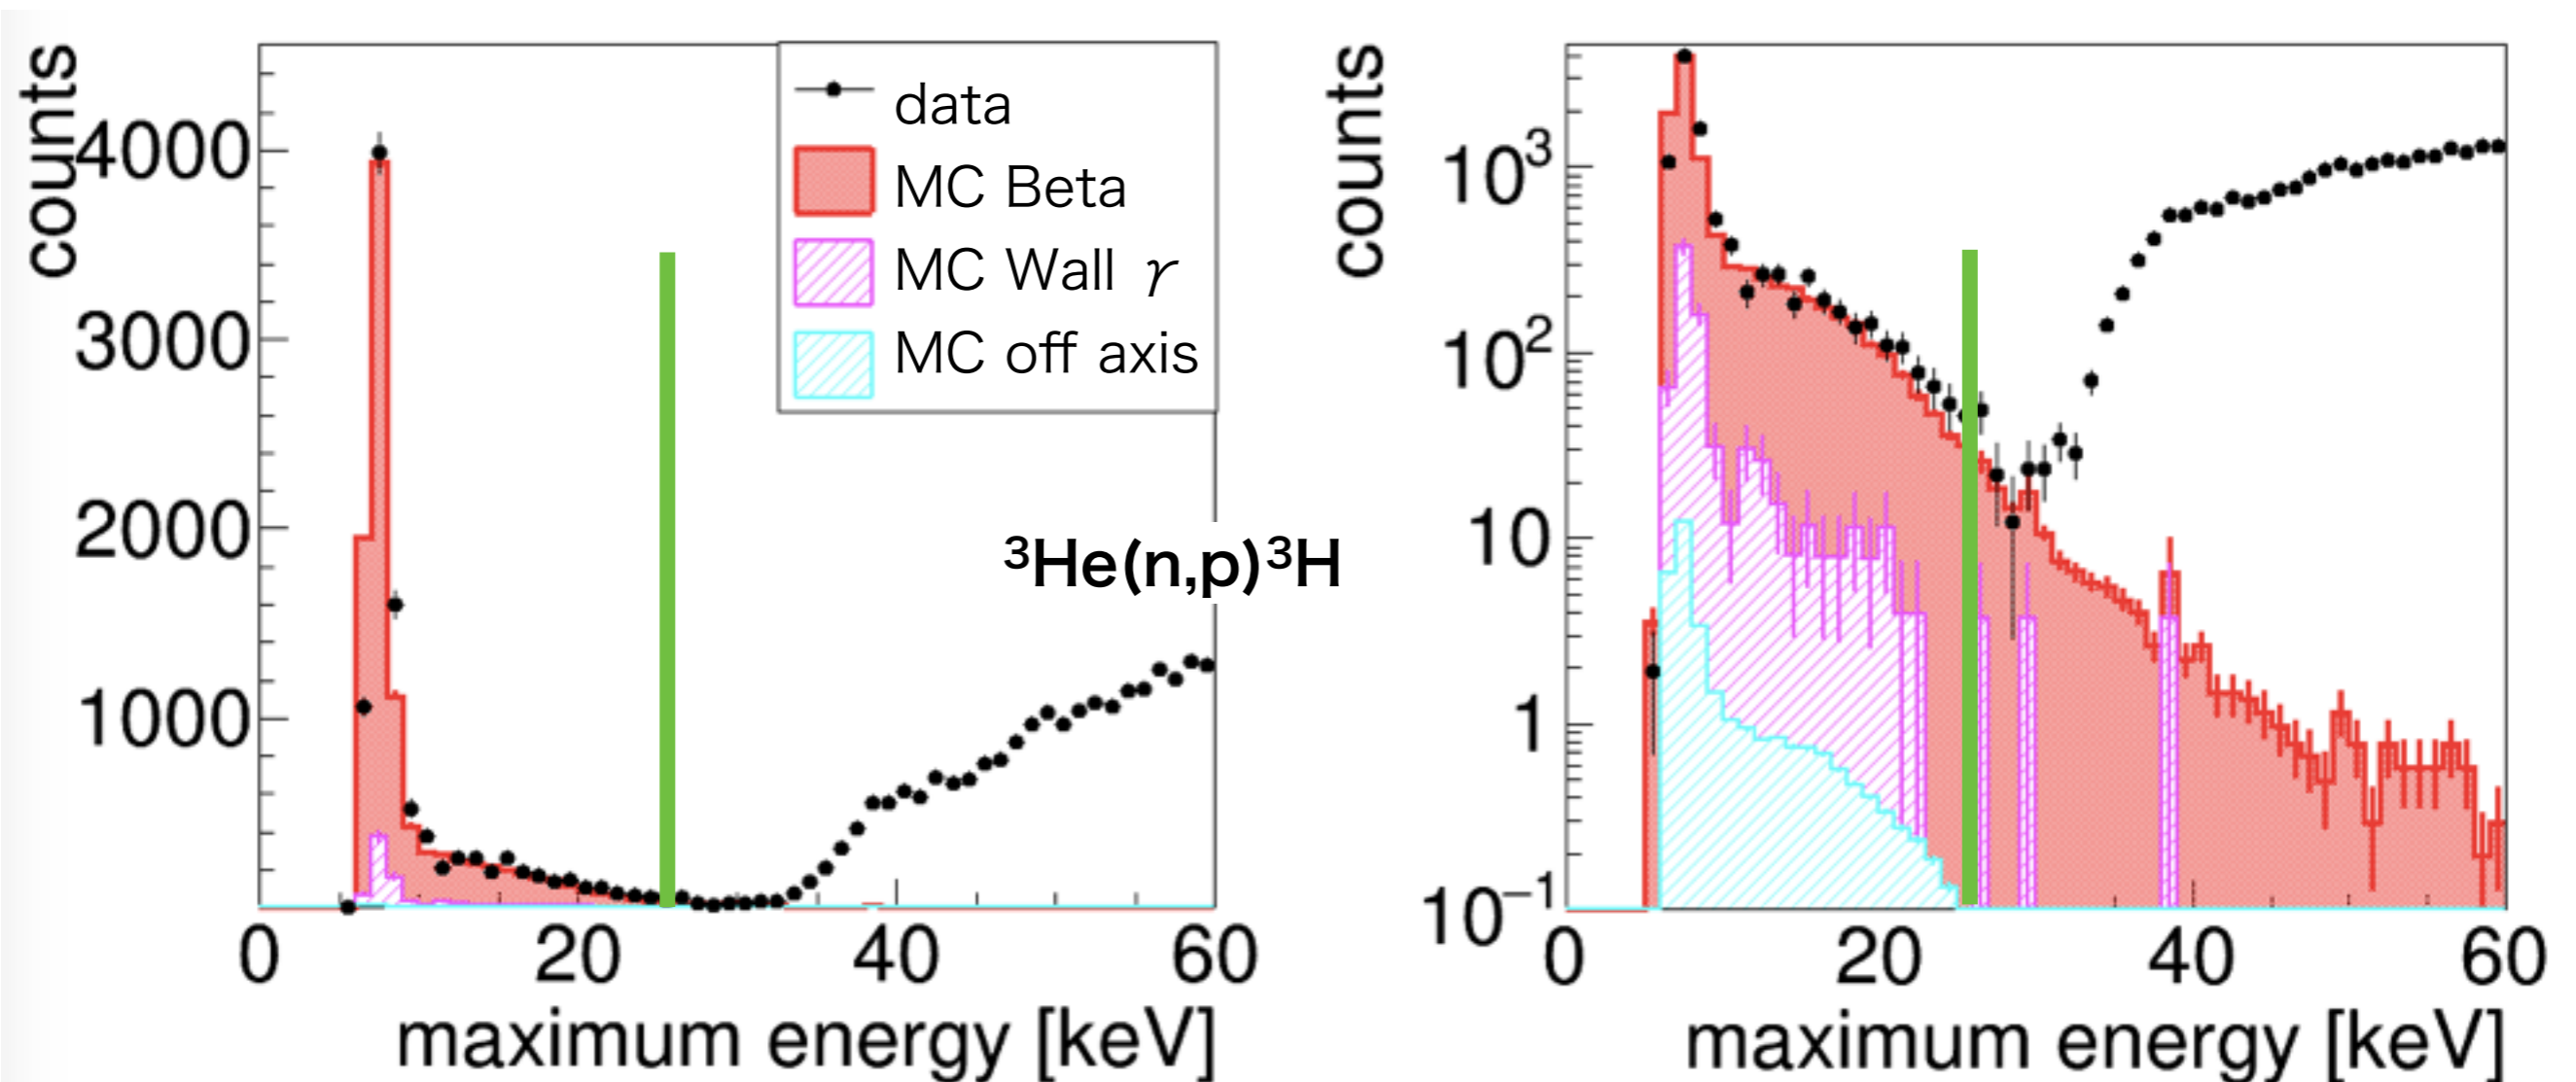 counts
4000
3000
2000
1000
0 20 40 60
maximum energy [keV]
data
MC Beta
MC Wall γ
MC off axis
³He(n,p)³H
counts
10³
10²
10
1
10⁻¹
0 20 40 60
maximum energy [keV]